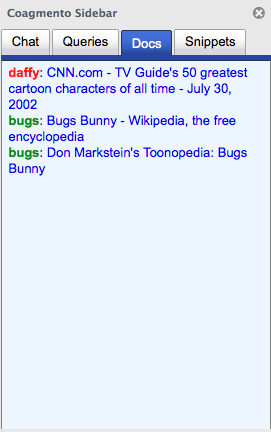 Coagmento Sidebar
Chat Queries Docs Snippets
daffy: CNN.com - TV Guide's 50 greatest
cartoon characters of all time - July 30,
2002
bugs: Bugs Bunny - Wikipedia, the free
encyclopedia
bugs: Don Markstein's Toonopedia: Bugs
Bunny